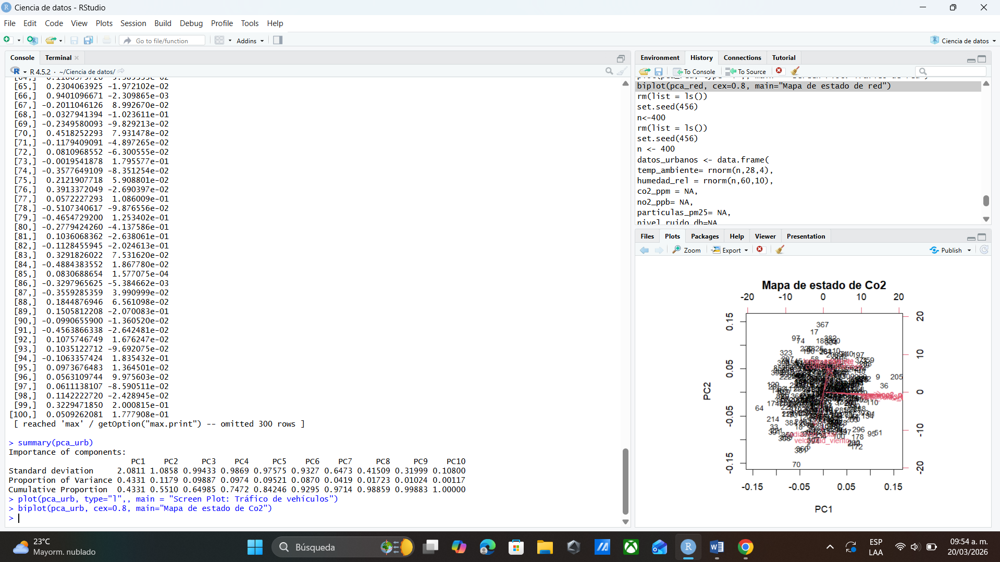 Ciencia de datos - RStudio
File Edit Code View Plots Session Build Debug Profile Tools Help
Go to file/function Addins Ciencia de datos
Console Terminal
R 4.5.2 · ~/Ciencia de datos/
[65,] 0.2304063925 -1.972102e-02
[66,] 0.9401096671 -2.309865e-03
[67,] -0.2011046126 8.992670e-02
[68,] -0.0327941394 -1.023611e-01
[69,] -0.2349580093 -9.829213e-02
[70,] 0.4518252293 7.931478e-02
[71,] -0.1179409091 -4.897265e-02
[72,] 0.0810968552 -6.300555e-02
[73,] -0.0019541878 1.795577e-01
[74,] -0.3577649109 -8.351254e-02
[75,] 0.2121907718 5.908801e-02
[76,] 0.3913372049 -2.690397e-02
[77,] 0.0572227293 1.086009e-01
[78,] -0.5107340617 -9.876556e-02
[79,] -0.4654729200 1.253402e-01
[80,] -0.2779424260 -4.137586e-01
[81,] 0.1036068362 -2.638061e-01
[82,] -0.1128455945 -2.024613e-01
[83,] 0.3291826022 7.531620e-02
[84,] -0.4884383552 1.867780e-02
[85,] 0.0830688654 1.577075e-04
[86,] -0.3297965625 -5.384662e-03
[87,] -0.3559285359 3.990999e-02
[88,] 0.1844876946 6.561098e-02
[89,] 0.1505812208 -2.070083e-01
[90,] -0.0990655900 -1.360520e-02
[91,] -0.4563866338 -2.642481e-02
[92,] 0.1075746749 1.676247e-02
[93,] 0.1035122712 -9.692075e-02
[94,] -0.1063357424 1.835432e-01
[95,] 0.0973676483 1.364501e-02
[96,] 0.0563109744 9.975603e-02
[97,] 0.0611138107 -8.590511e-02
[98,] 0.1142222720 -2.428945e-02
[99,] 0.3229471850 2.000815e-01
[100,] 0.0509262081 1.777908e-01
[ reached 'max' / getOption("max.print") -- omitted 300 rows ]
> summary(pca_urb)
Importance of components:
PC1 PC2 PC3 PC4 PC5 PC6 PC7 PC8 PC9 PC10
Standard deviation 2.0811 1.0858 0.99433 0.9869 0.97575 0.9327 0.6473 0.41509 0.31999 0.10800
Proportion of Variance 0.4331 0.1179 0.09887 0.0974 0.09521 0.0870 0.0419 0.01723 0.01024 0.00117
Cumulative Proportion 0.4331 0.5510 0.64985 0.7472 0.84246 0.9295 0.9714 0.98859 0.99883 1.00000
> plot(pca_urb, type="l",, main = "Screen Plot: Tráfico de vehículos")
> biplot(pca_urb, cex=0.8, main="Mapa de estado de Co2")
>
Environment History Connections Tutorial
To Console To Source
biplot(pca_red, cex=0.8, main="Mapa de estado de red")
rm(list = ls())
set.seed(456)
n<-400
rm(list = ls())
set.seed(456)
n <- 400
datos_urbanos <- data.frame(
temp_ambiente= rnorm(n,28,4),
humedad_rel = rnorm(n,60,10),
co2_ppm = NA,
no2_ppb= NA,
particulas_pm25= NA,
nivel_ruido_db=NA
Files Plots Packages Help Viewer Presentation
Zoom Export Publish
Mapa de estado de Co2
-20 -10 0 10 20
0.15 0.05 -0.05 -0.15
PC2
20 10 0 -10 -20
367
17
97
74
323
197
9
205
36
64
110
214
33
18
296
178
95
51
172
velocidad_viento
70
-0.15 -0.05 0.05 0.15
PC1
23°C
Mayorm. nublado
Búsqueda
ESP
LAA
09:54 a. m.
20/03/2026